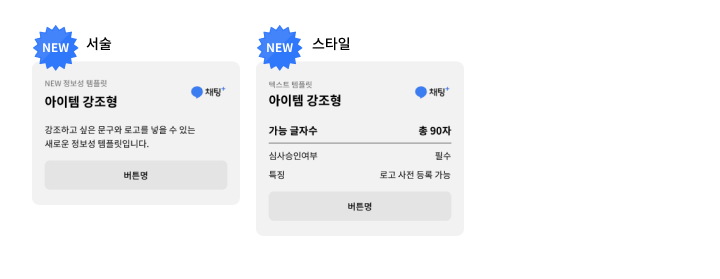 NEW 서술
NEW 정보성 템플릿
아이템 강조형
채팅+
강조하고 싶은 문구와 로고를 넣을 수 있는
새로운 정보성 템플릿입니다.
버튼명
NEW 스타일
텍스트 템플릿
아이템 강조형
채팅+
가능 글자수 총 90자
심사승인여부 필수
특징 로고 사전 등록 가능
버튼명